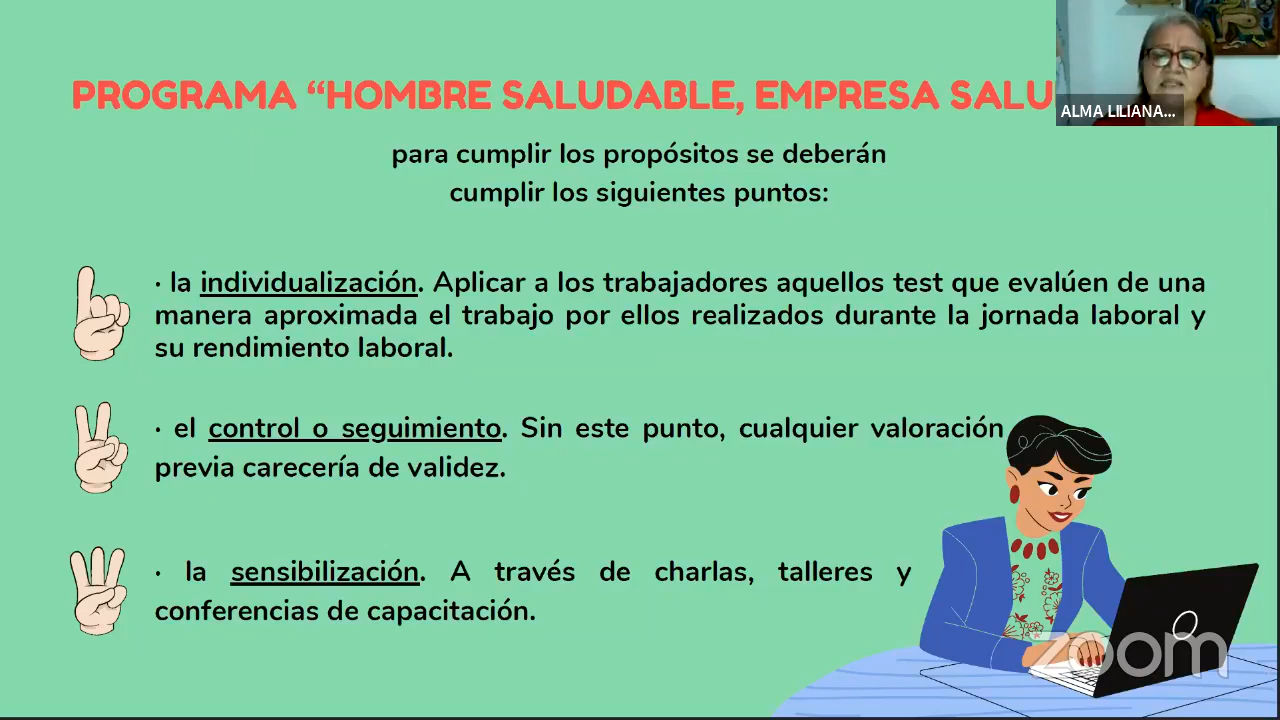 PROGRAMA “HOMBRE SALUDABLE, EMPRESA SALU
ALMA LILIANA...
para cumplir los propósitos se deberán
cumplir los siguientes puntos:
· la individualización. Aplicar a los trabajadores aquellos test que evalúen de una
manera aproximada el trabajo por ellos realizados durante la jornada laboral y
su rendimiento laboral.
· el control o seguimiento. Sin este punto, cualquier valoración
previa carecería de validez.
· la sensibilización. A través de charlas, talleres y
conferencias de capacitación.
zoom